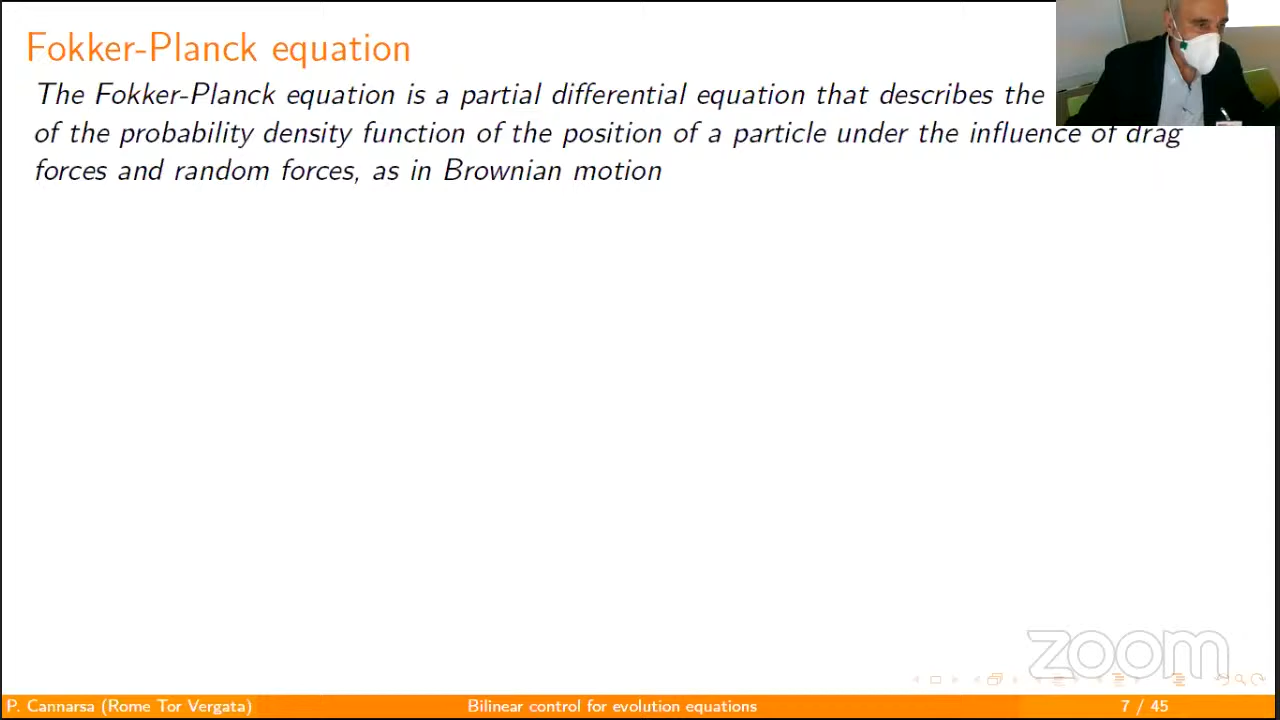 Fokker-Planck equation
The Fokker-Planck equation is a partial differential equation that describes the
of the probability density function of the position of a particle under the influence of drag
forces and random forces, as in Brownian motion
zoom
P. Cannarsa (Rome Tor Vergata) Bilinear control for evolution equations 7 / 45